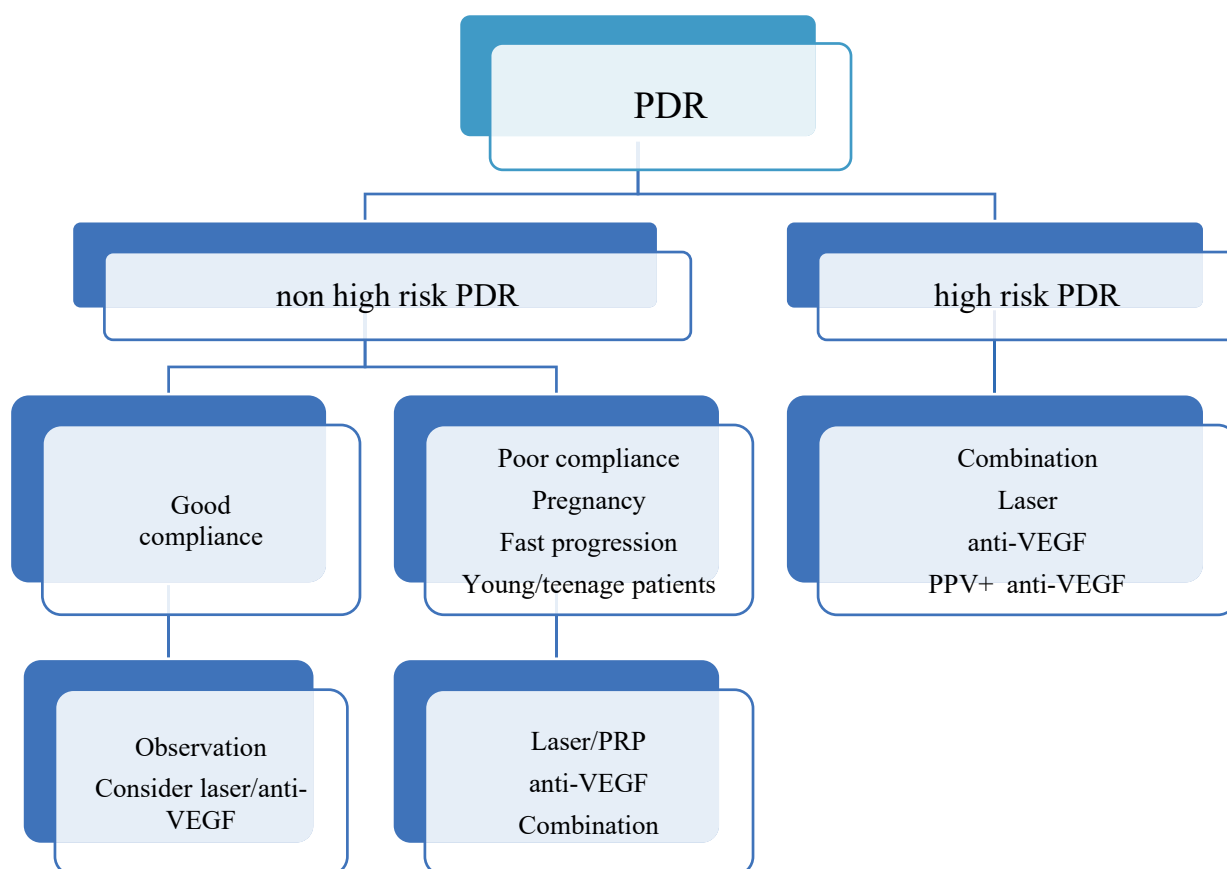 PDR
non high risk PDR
high risk PDR
Good
compliance
Poor compliance
Pregnancy
Fast progression
Young/teenage patients
Combination
Laser
anti-VEGF
PPV+ anti-VEGF
Observation
Consider laser/anti-
VEGF
Laser/PRP
anti-VEGF
Combination